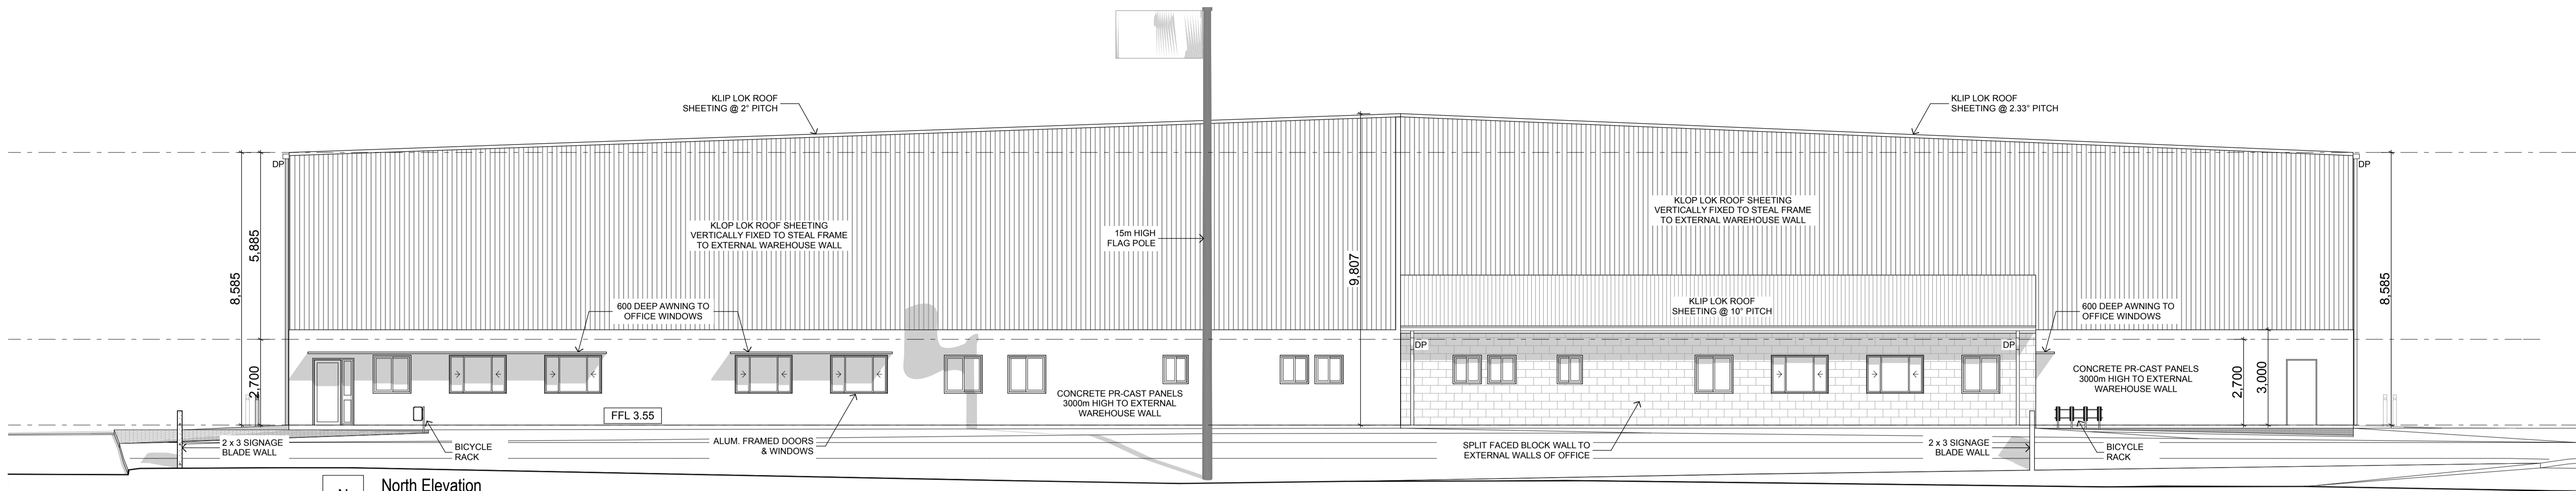 KLIP LOK ROOF
SHEETING @ 2° PITCH
KLIP LOK ROOF
SHEETING @ 2.33° PITCH
DP
DP
KLOP LOK ROOF SHEETING
VERTICALLY FIXED TO STEAL FRAME
TO EXTERNAL WAREHOUSE WALL
15m HIGH
FLAG POLE
KLOP LOK ROOF SHEETING
VERTICALLY FIXED TO STEAL FRAME
TO EXTERNAL WAREHOUSE WALL
8,585
5,885
2,700
9,807
8,585
600 DEEP AWNING TO
OFFICE WINDOWS
KLIP LOK ROOF
SHEETING @ 10° PITCH
600 DEEP AWNING TO
OFFICE WINDOWS
DP
DP
CONCRETE PR-CAST PANELS
3000m HIGH TO EXTERNAL
WAREHOUSE WALL
CONCRETE PR-CAST PANELS
3000m HIGH TO EXTERNAL
WAREHOUSE WALL
2,700
3,000
FFL 3.55
2 x 3 SIGNAGE
BLADE WALL
BICYCLE
RACK
ALUM. FRAMED DOORS
& WINDOWS
SPLIT FACED BLOCK WALL TO
EXTERNAL WALLS OF OFFICE
2 x 3 SIGNAGE
BLADE WALL
BICYCLE
RACK
North Elevation